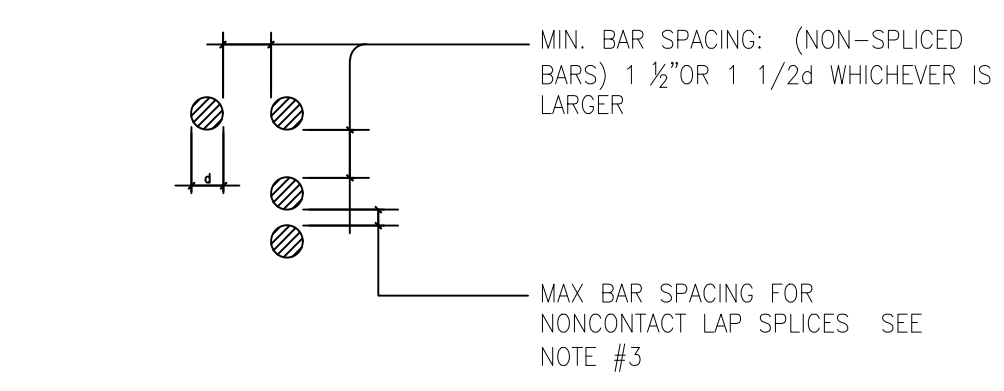 MIN. BAR SPACING: (NON-SPLICED
BARS) 1 ½"OR 1 1/2d WHICHEVER IS
LARGER
d
MAX BAR SPACING FOR
NONCONTACT LAP SPLICES SEE
NOTE #3